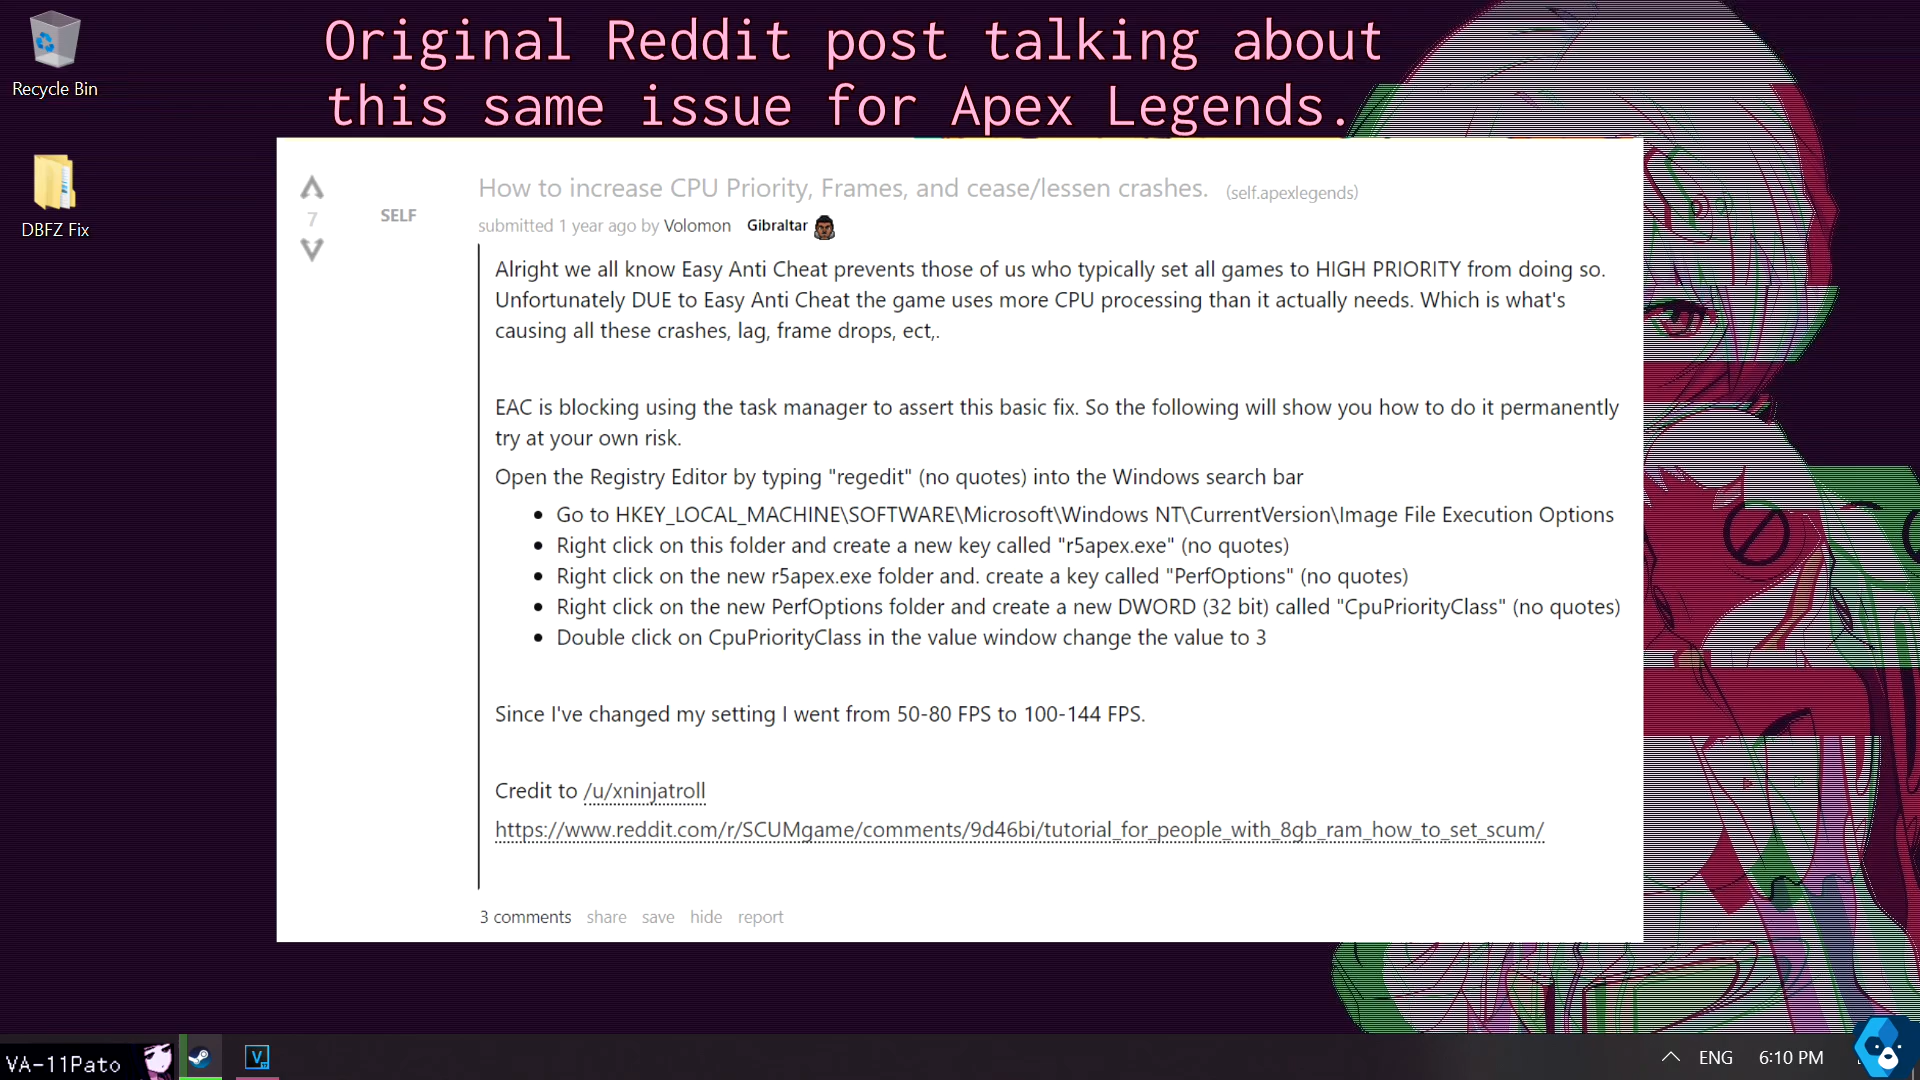 Original Reddit post talking about
this same issue for Apex Legends.
Recycle Bin
DBFZ Fix
7
SELF
How to increase CPU Priority, Frames, and cease/lessen crashes. (self.apexlegends)
submitted 1 year ago by Volomon Gibraltar
Alright we all know Easy Anti Cheat prevents those of us who typically set all games to HIGH PRIORITY from doing so.
Unfortunately DUE to Easy Anti Cheat the game uses more CPU processing than it actually needs. Which is what's
causing all these crashes, lag, frame drops, ect,.
EAC is blocking using the task manager to assert this basic fix. So the following will show you how to do it permanently
try at your own risk.
Open the Registry Editor by typing "regedit" (no quotes) into the Windows search bar
• Go to HKEY_LOCAL_MACHINE\SOFTWARE\Microsoft\Windows NT\CurrentVersion\Image File Execution Options
• Right click on this folder and create a new key called "r5apex.exe" (no quotes)
• Right click on the new r5apex.exe folder and. create a key called "PerfOptions" (no quotes)
• Right click on the new PerfOptions folder and create a new DWORD (32 bit) called "CpuPriorityClass" (no quotes)
• Double click on CpuPriorityClass in the value window change the value to 3
Since I've changed my setting I went from 50-80 FPS to 100-144 FPS.
Credit to /u/xninjatroll
https://www.reddit.com/r/SCUMgame/comments/9d46bi/tutorial_for_people_with_8gb_ram_how_to_set_scum/
3 comments share save hide report
VA-11Pato
V
ENG
6:10 PM